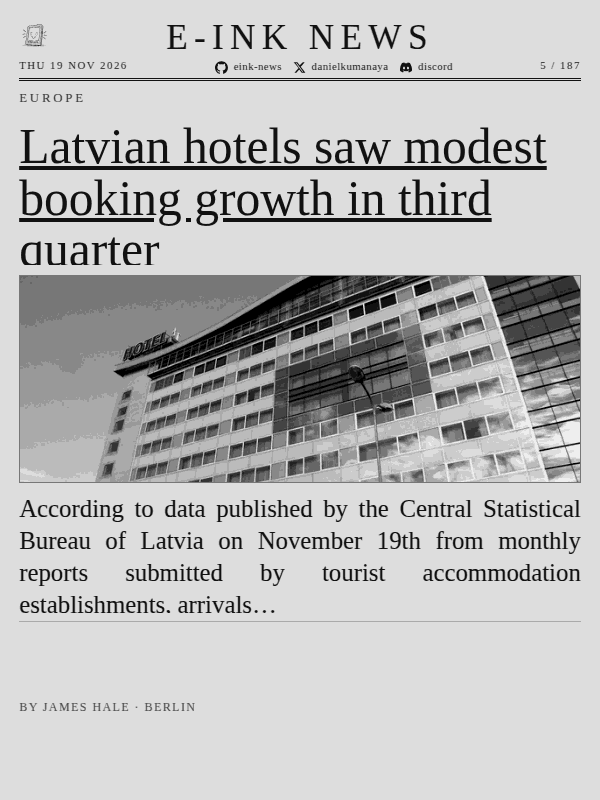 E-INK NEWS
THU 19 NOV 2026
eink-news danielkumanaya discord
5 / 187
EUROPE
Latvian hotels saw modest
booking growth in third
quarter
HOTEL
According to data published by the Central Statistical
Bureau of Latvia on November 19th from monthly
reports submitted by tourist accommodation
establishments, arrivals…
BY JAMES HALE · BERLIN